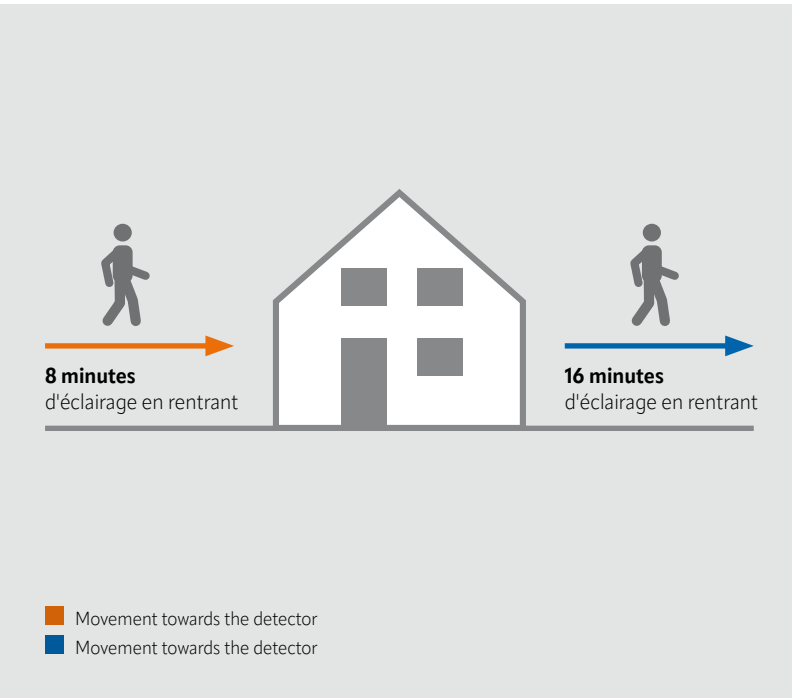 8 minutes
d'éclairage en rentrant
16 minutes
d'éclairage en rentrant
Movement towards the detector
Movement towards the detector